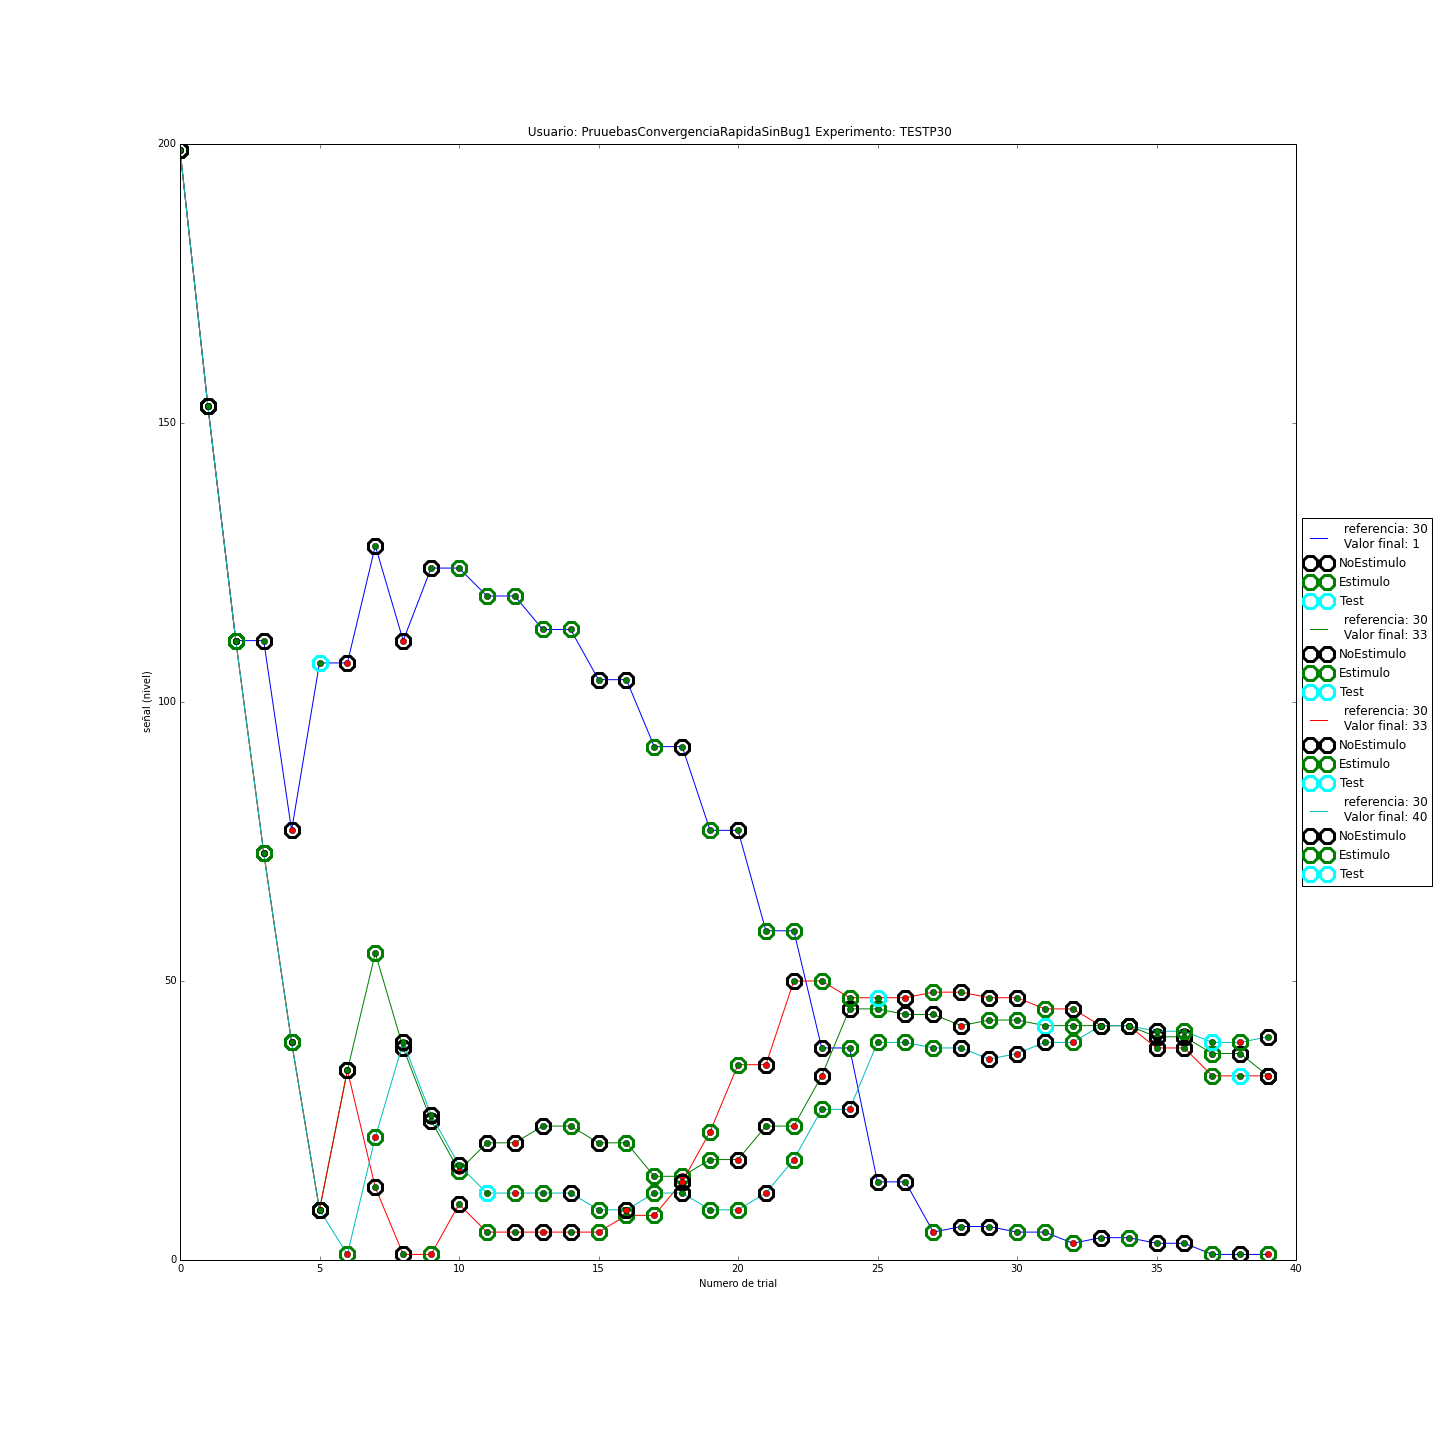 Usuario: PruuebasConvergenciaRapidaSinBug1 Experimento: TESTP30
200
150
100
50
0
señal (nivel)
0 5 10 15 20 25 30 35 40
Numero de trial
referencia: 30
Valor final: 1
NoEstimulo
Estimulo
Test
referencia: 30
Valor final: 33
NoEstimulo
Estimulo
Test
referencia: 30
Valor final: 33
NoEstimulo
Estimulo
Test
referencia: 30
Valor final: 40
NoEstimulo
Estimulo
Test